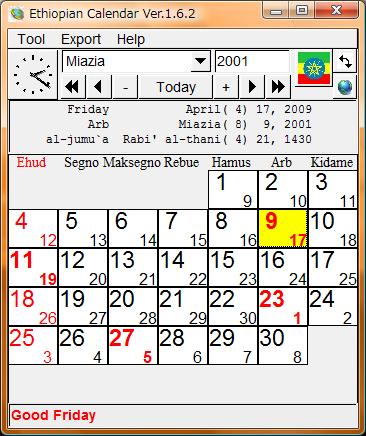 Ethiopian Calendar Ver.1.6.2
Tool Export Help
Miazia 2001
- Today +
Friday April( 4) 17, 2009
Arb Miazia( 8) 9, 2001
al-jumu`a Rabi' al-thani( 4) 21, 1430
Ehud Segno Maksegno Rebue Hamus Arb Kidame
1 2 3
9 10 11
4 5 6 7 8 9 10
12 13 14 15 16 17 18
11 12 13 14 15 16 17
19 20 21 22 23 24 25
18 19 20 21 22 23 24
26 27 28 29 30 1 2
25 26 27 28 29 30
3 4 5 6 7 8
Good Friday